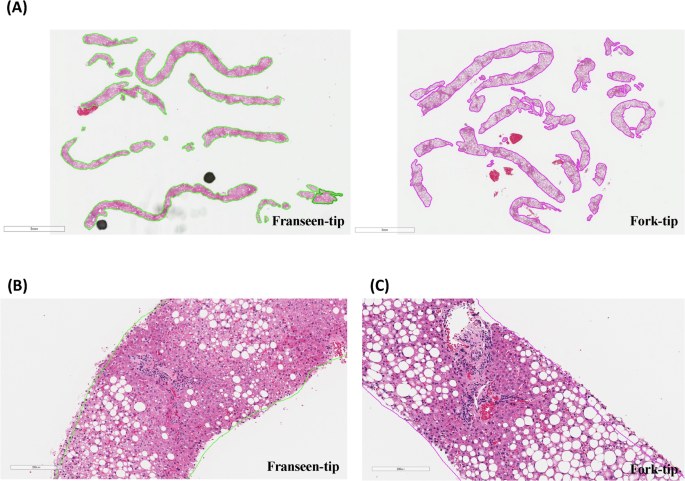 (A)
Franseen-tip
Fork-tip
(B)
(C)
Franseen-tip
Fork-tip